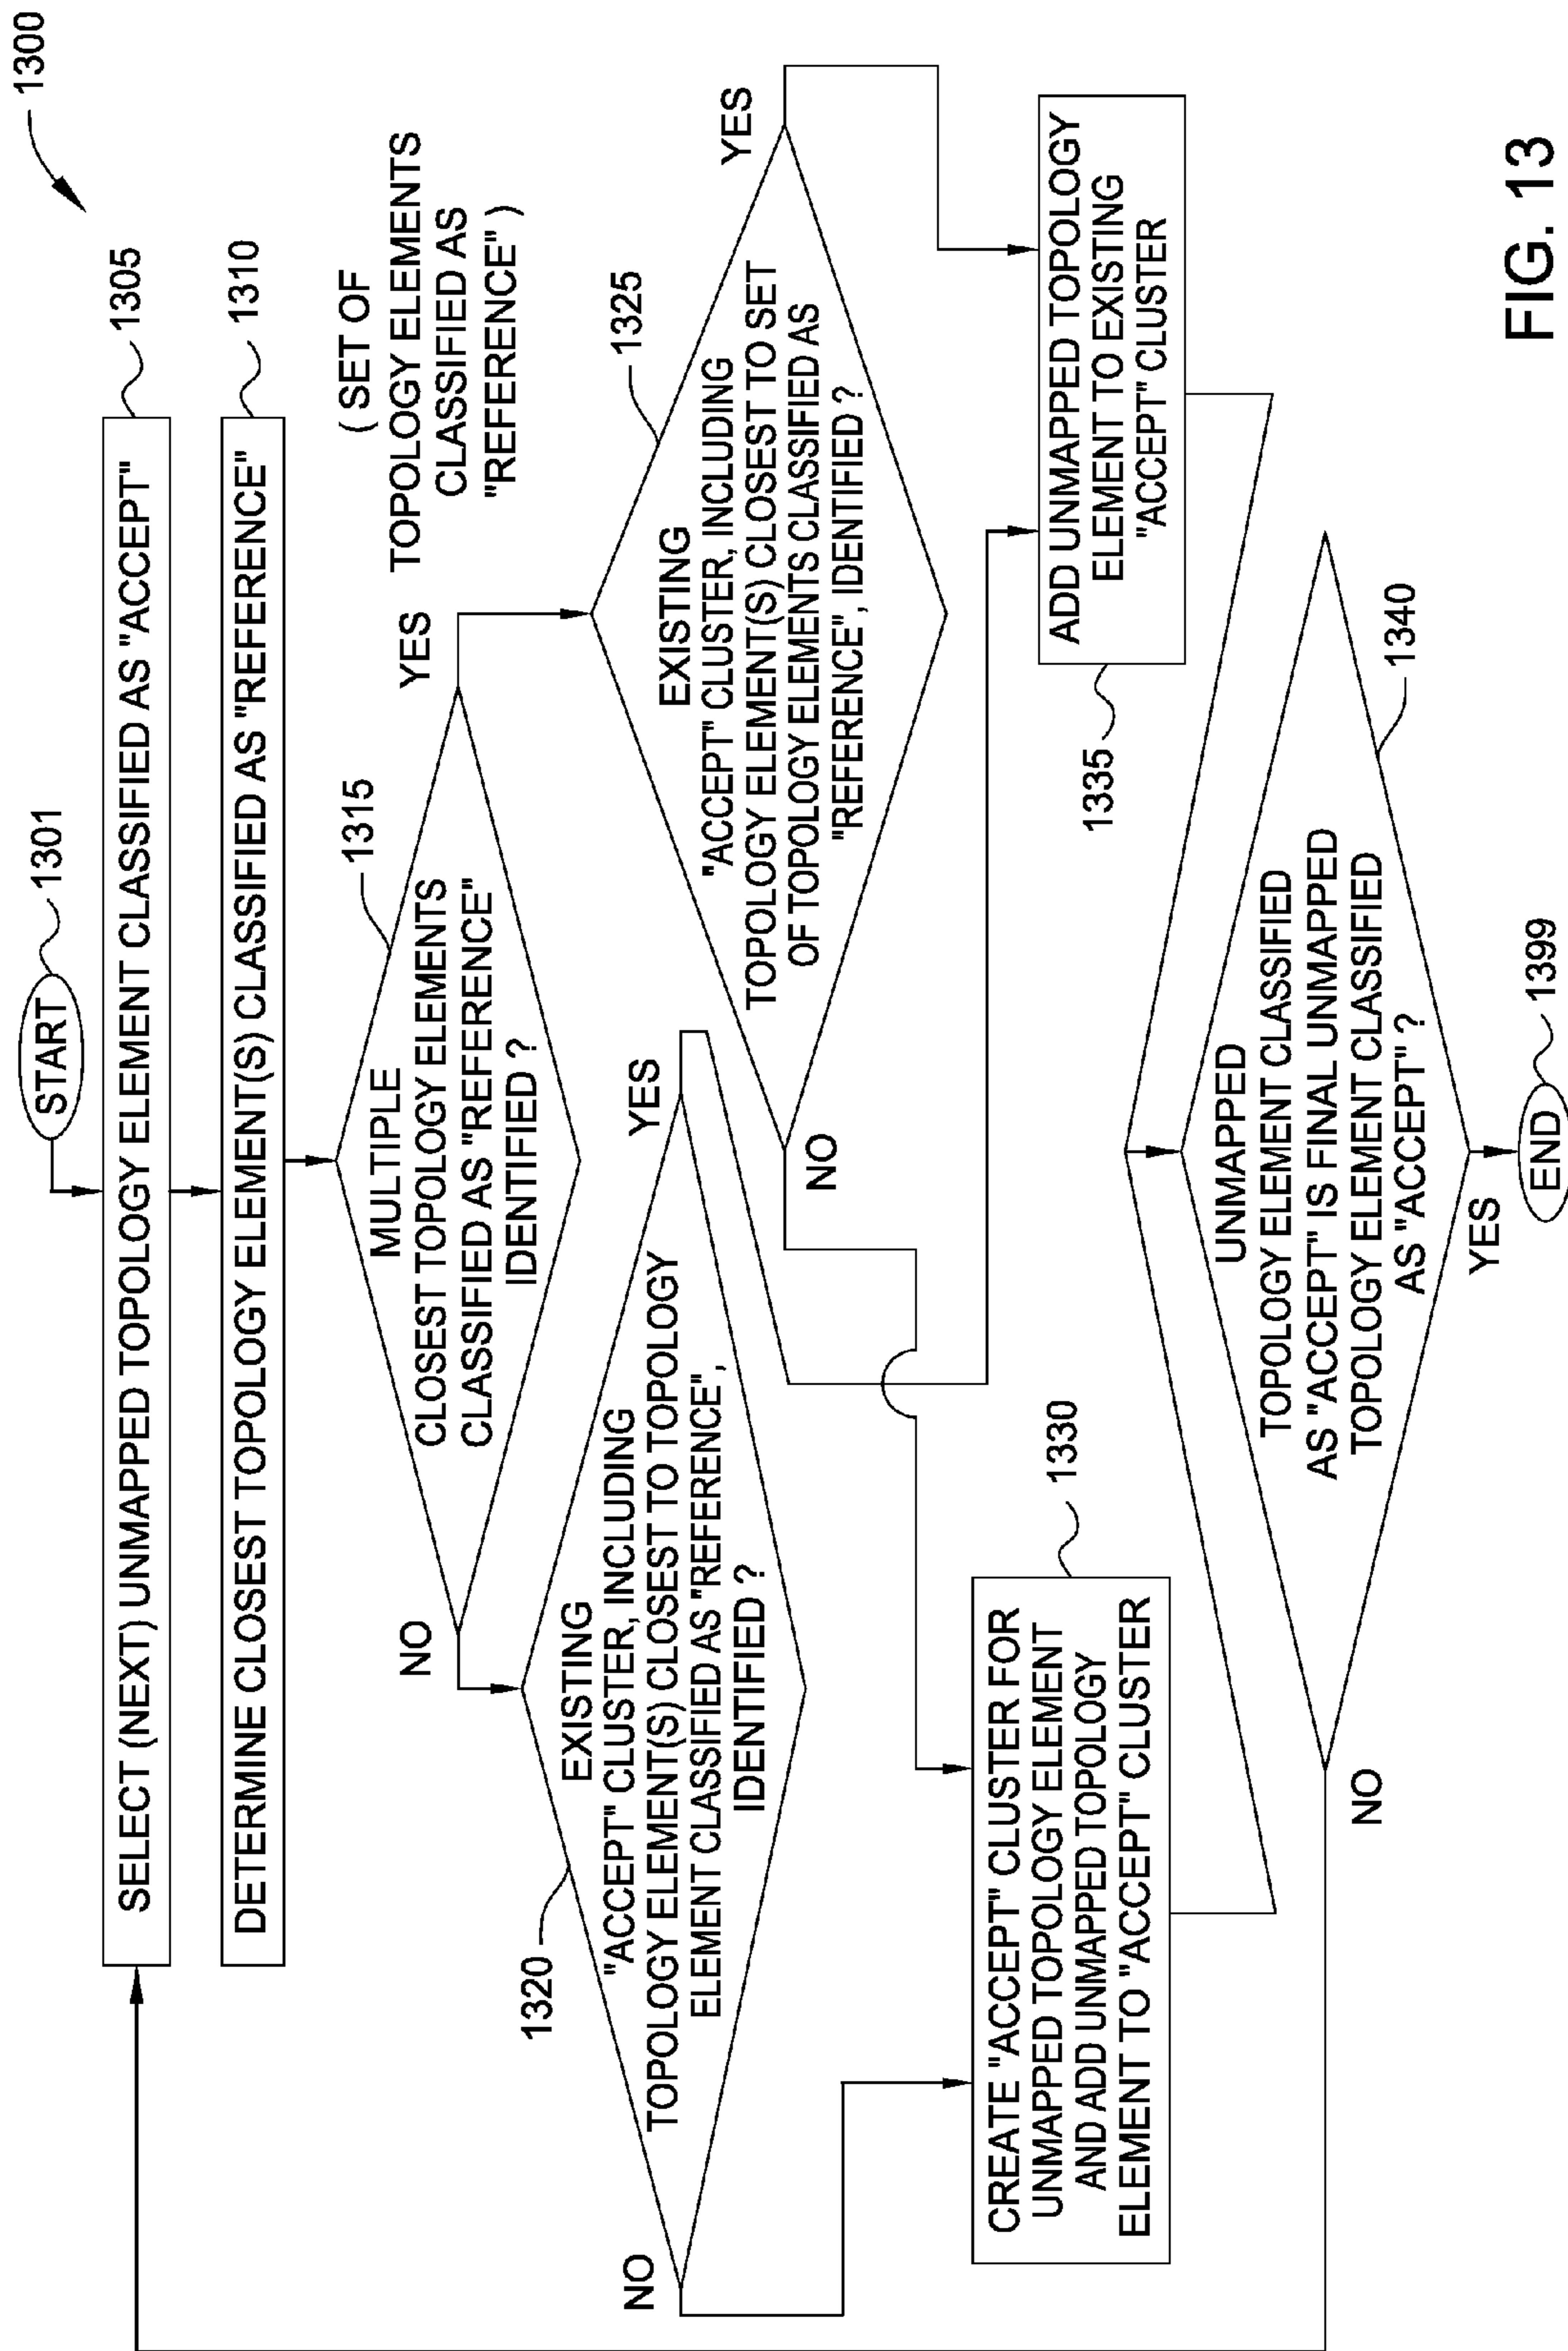 1300
START
1301
SELECT (NEXT) UNMAPPED TOPOLOGY ELEMENT CLASSIFIED AS "ACCEPT"
1305
DETERMINE CLOSEST TOPOLOGY ELEMENT(S) CLASSIFIED AS "REFERENCE"
1310
MULTIPLE
CLOSEST TOPOLOGY ELEMENTS
CLASSIFIED AS "REFERENCE"
IDENTIFIED ?
1315
NO
YES
( SET OF
TOPOLOGY ELEMENTS
CLASSIFIED AS
"REFERENCE" )
EXISTING
"ACCEPT" CLUSTER, INCLUDING
TOPOLOGY ELEMENT(S) CLOSEST TO TOPOLOGY
ELEMENT CLASSIFIED AS "REFERENCE",
IDENTIFIED ?
1320
NO
YES
EXISTING
"ACCEPT" CLUSTER, INCLUDING
TOPOLOGY ELEMENT(S) CLOSEST TO SET
OF TOPOLOGY ELEMENTS CLASSIFIED AS
"REFERENCE", IDENTIFIED ?
1325
NO
YES
CREATE "ACCEPT" CLUSTER FOR
UNMAPPED TOPOLOGY ELEMENT
AND ADD UNMAPPED TOPOLOGY
ELEMENT TO "ACCEPT" CLUSTER
1330
ADD UNMAPPED TOPOLOGY
ELEMENT TO EXISTING
"ACCEPT" CLUSTER
1335
UNMAPPED
TOPOLOGY ELEMENT CLASSIFIED
AS "ACCEPT" IS FINAL UNMAPPED
TOPOLOGY ELEMENT CLASSIFIED
AS "ACCEPT" ?
1340
NO
YES
END
1399
FIG. 13